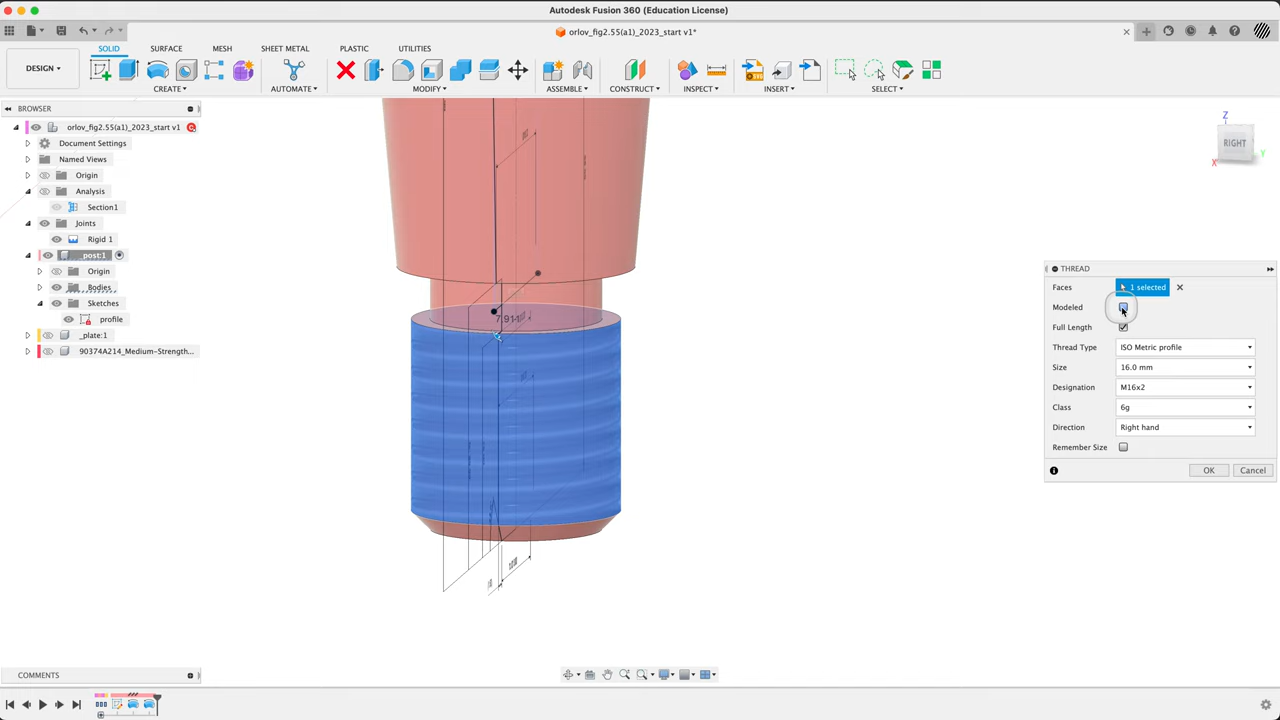 Autodesk Fusion 360 (Education License)
orlov_fig2.55(a1)_2023_start v1*
SOLID SURFACE MESH SHEET METAL PLASTIC UTILITIES
DESIGN
CREATE AUTOMATE MODIFY ASSEMBLE CONSTRUCT INSPECT INSERT SELECT
BROWSER
orlov_fig2.55(a1)_2023_start v1
Document Settings
Named Views
Origin
Analysis
Section1
Joints
Rigid 1
_post:1
Origin
Bodies
Sketches
profile
_plate:1
90374A214_Medium-Strength...
7.911
Z
RIGHT
X
Y
THREAD
Faces 1 selected
Modeled
Full Length
Thread Type ISO Metric profile
Size 16.0 mm
Designation M16x2
Class 6g
Direction Right hand
Remember Size
OK Cancel
COMMENTS